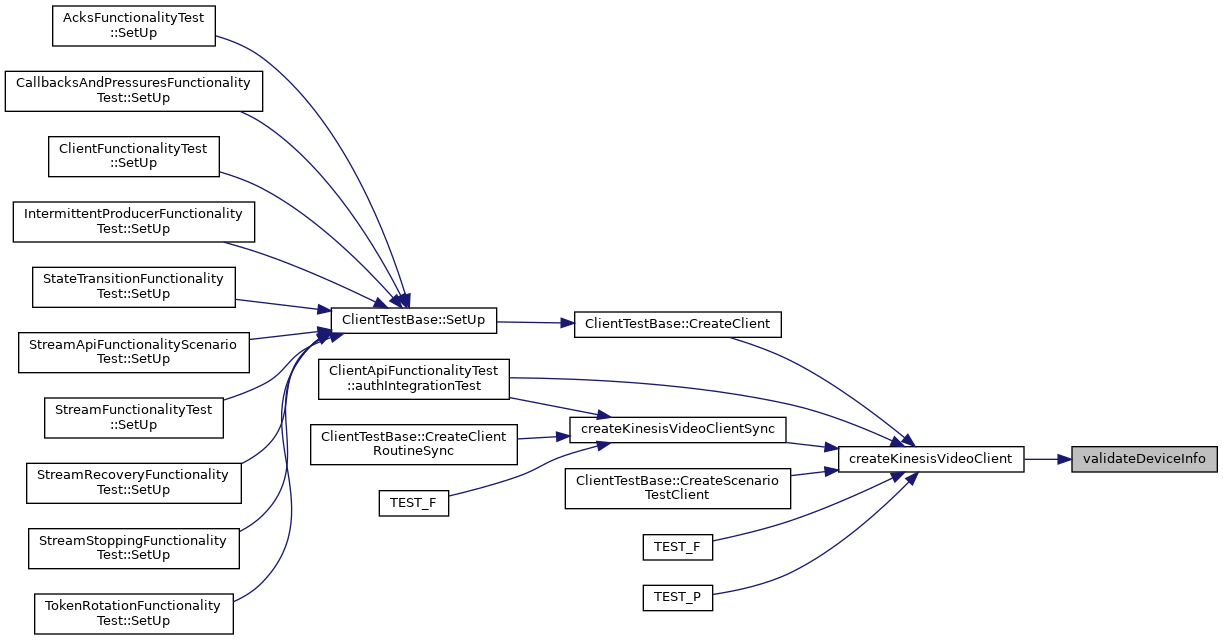 AcksFunctionalityTest
::SetUp
CallbacksAndPressuresFunctionality
Test::SetUp
ClientFunctionalityTest
::SetUp
IntermittentProducerFunctionality
Test::SetUp
StateTransitionFunctionality
Test::SetUp
StreamApiFunctionalityScenario
Test::SetUp
StreamFunctionalityTest
::SetUp
StreamRecoveryFunctionality
Test::SetUp
StreamStoppingFunctionality
Test::SetUp
TokenRotationFunctionality
Test::SetUp
ClientTestBase::SetUp
ClientApiFunctionalityTest
::authIntegrationTest
ClientTestBase::CreateClient
RoutineSync
TEST_F
ClientTestBase::CreateClient
createKinesisVideoClientSync
ClientTestBase::CreateScenario
TestClient
TEST_F
TEST_P
createKinesisVideoClient
validateDeviceInfo